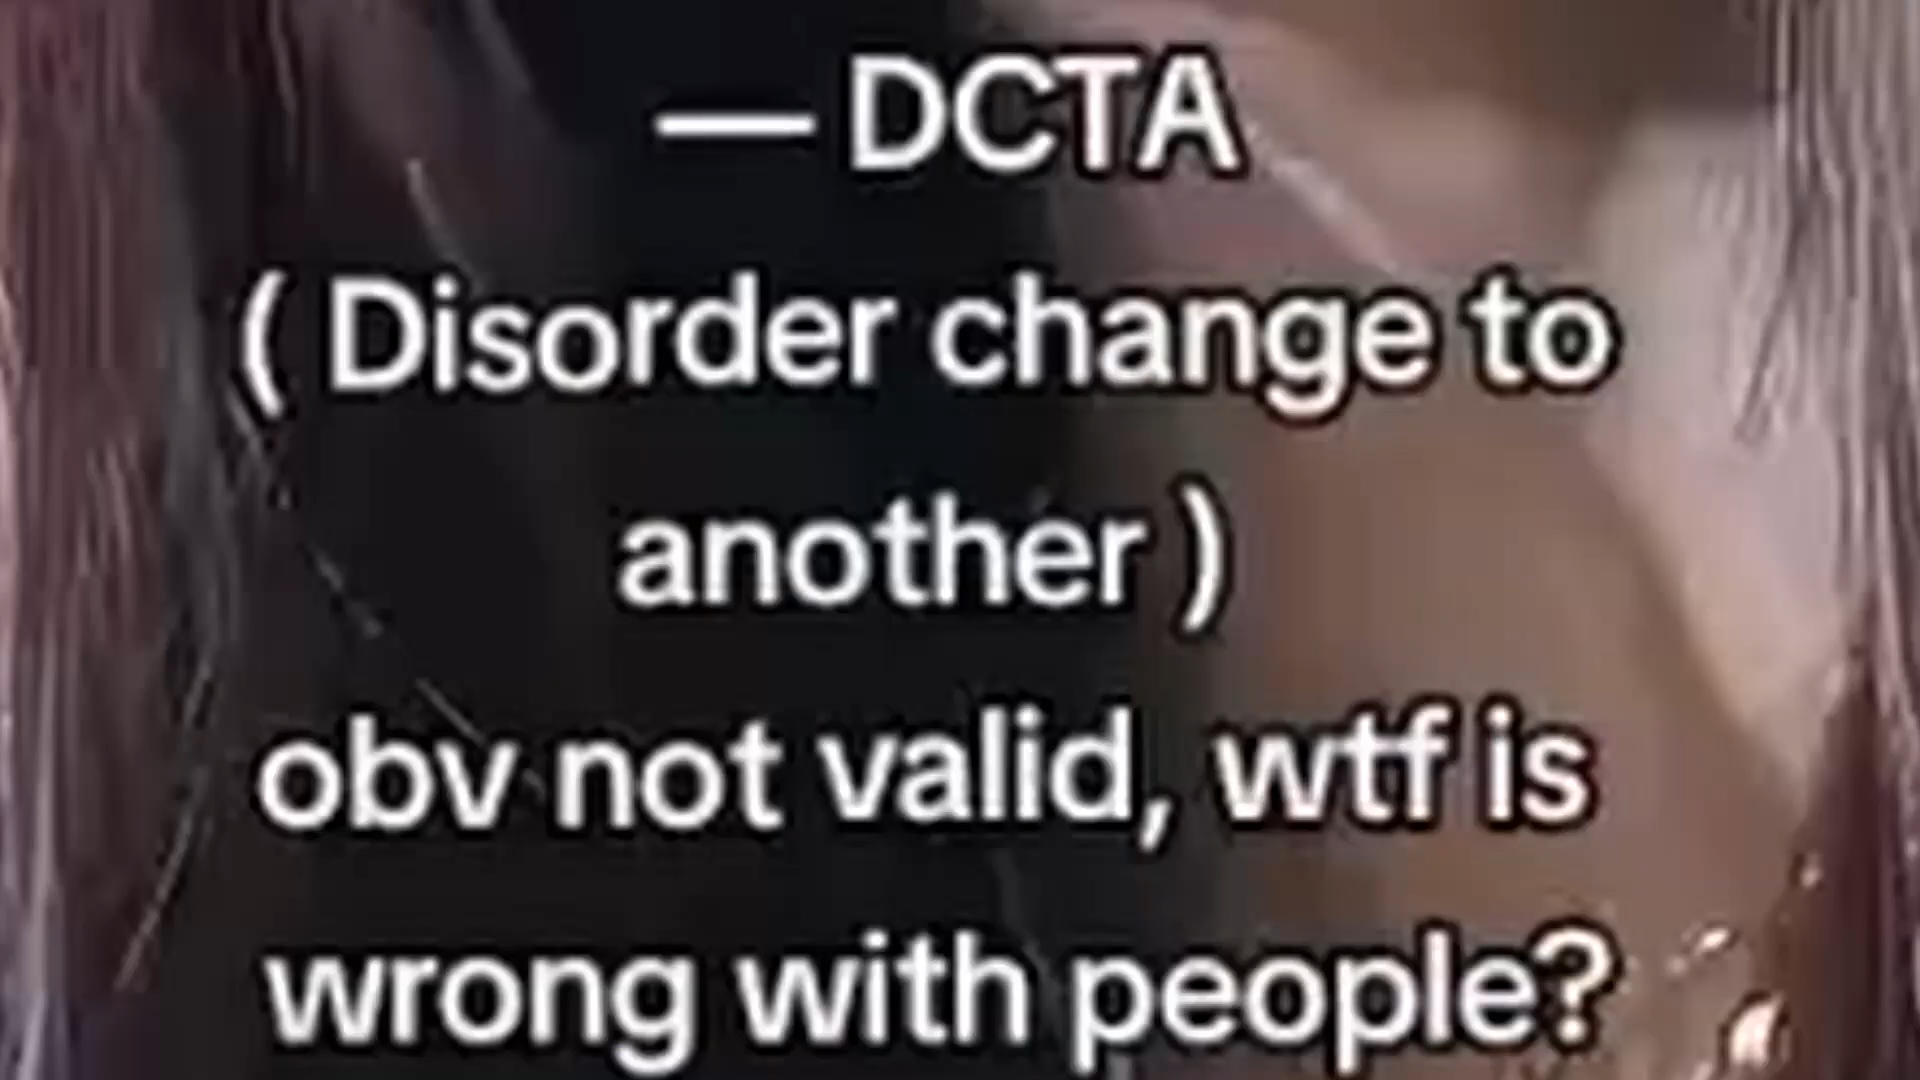 — DCTA
( Disorder change to
another )
obv not valid, wtf is
wrong with people?